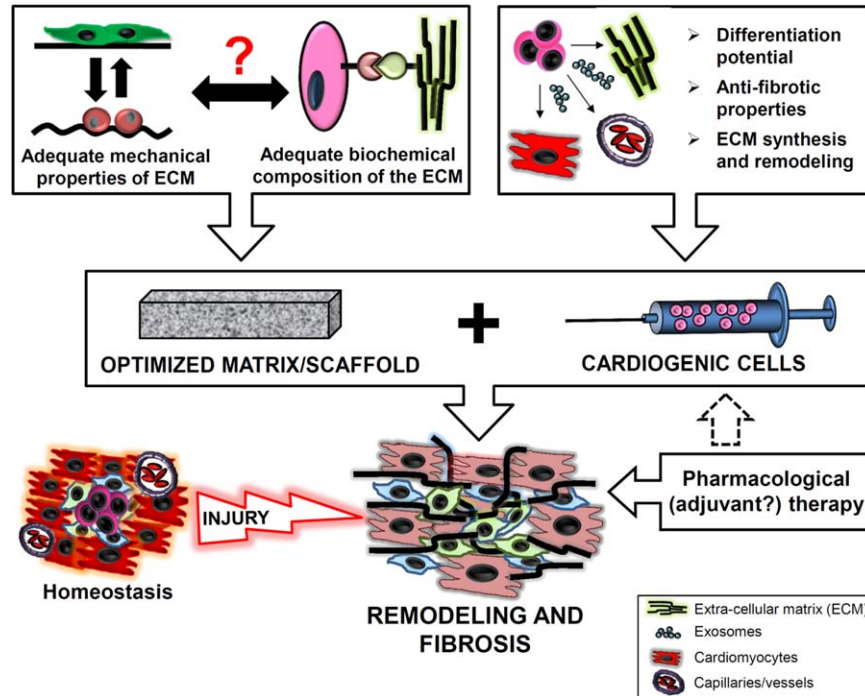 ?
Adequate mechanical
properties of ECM
Adequate biochemical
composition of the ECM
➢ Differentiation
potential
➢ Anti-fibrotic
properties
➢ ECM synthesis
and remodeling
OPTIMIZED MATRIX/SCAFFOLD
+
CARDIOGENIC CELLS
Pharmacological
(adjuvant?) therapy
INJURY
Homeostasis
REMODELING AND
FIBROSIS
Extra-cellular matrix (ECM)
Exosomes
Cardiomyocytes
Capillaries/vessels